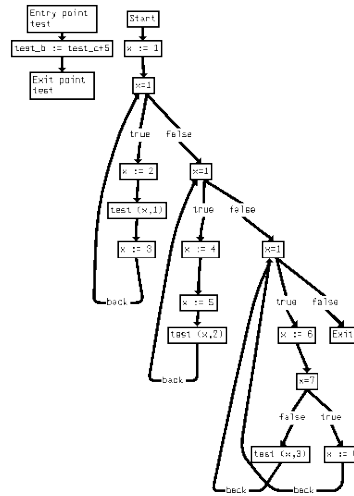 Entry point
test
Start
test_b := test_c+5
x := 1
Exit point
test
x=1
true
false
x := 2
x=1
test (x,1)
true
false
x := 3
x := 4
x=1
back
x := 5
true
false
test (x,2)
x := 6
Exit
back
x=7
false
true
test (x,3)
x :=
back
back